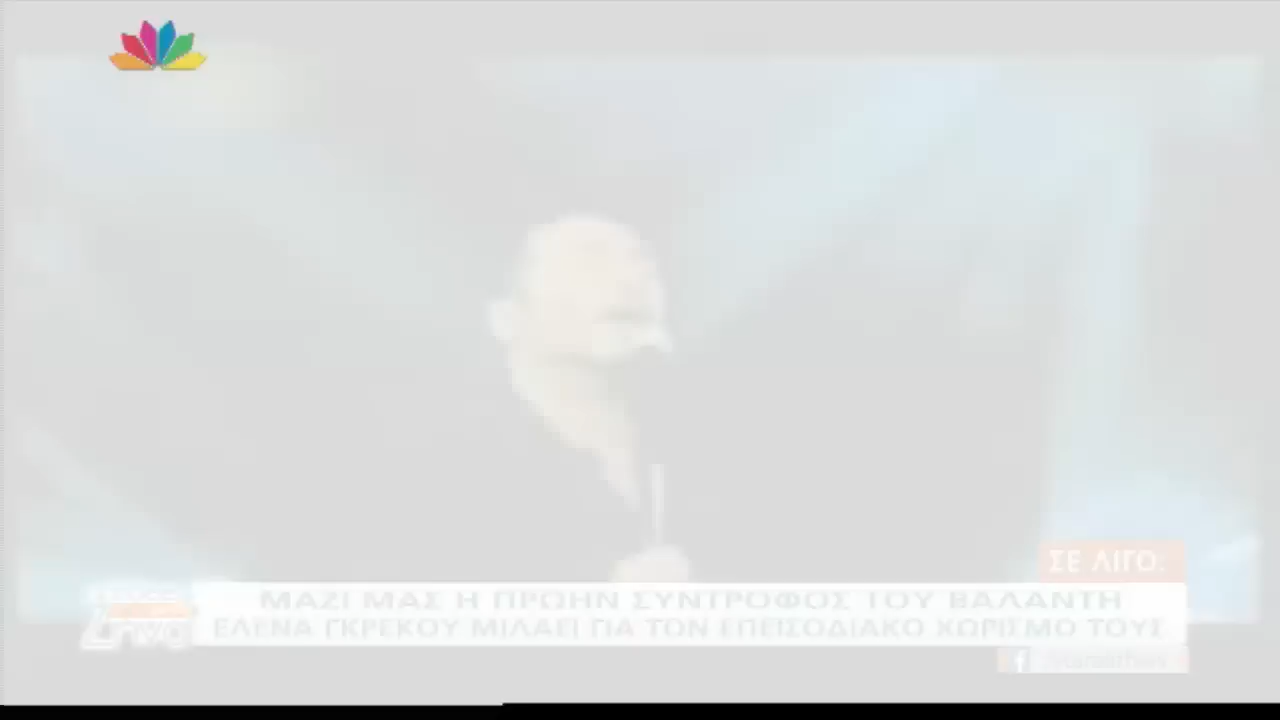 ΣΕ ΛΙΓΟ:
ΜΑΖΙ ΜΑΣ Η ΠΡΩΗΝ ΣΥΝΤΡΟΦΟΣ ΤΟΥ ΒΑΛΑΝΤΗ
ΕΛΕΝΑ ΓΚΡΕΚΟΥ ΜΙΛΑΕΙ ΓΙΑ ΤΟΝ ΕΠΕΙΣΟΔΙΑΚΟ ΧΩΡΙΣΜΟ ΤΟΥΣ
f